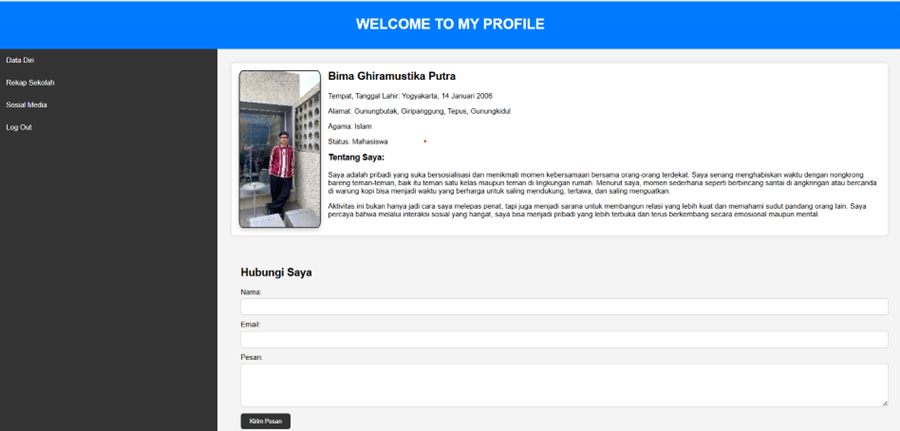 WELCOME TO MY PROFILE
Data Diri
Rekap Sekolah
Sosial Media
Log Out
Bima Ghiramustika Putra
Tempat, Tanggal Lahir: Yogyakarta, 14 Januari 2006
Alamat: Gunungbutak, Giripanggung, Tepus, Gunungkidul
Agama: Islam
Status: Mahasiswa
Tentang Saya:
Saya adalah pribadi yang suka bersosialisasi dan menikmati momen kebersamaan bersama orang-orang terdekat. Saya senang menghabiskan waktu dengan nongkrong
bareng teman-teman, baik itu teman satu kelas maupun teman di lingkungan rumah. Menurut saya, momen sederhana seperti berbincang santai di angkringan atau bercanda
di warung kopi bisa menjadi waktu yang berharga untuk saling mendukung, tertawa, dan saling menguatkan.
Aktivitas ini bukan hanya jadi cara saya melepas penat, tapi juga menjadi sarana untuk membangun relasi yang lebih kuat dan memahami sudut pandang orang lain. Saya
percaya bahwa melalui interaksi sosial yang hangat, saya bisa menjadi pribadi yang lebih terbuka dan terus berkembang secara emosional maupun mental.
Hubungi Saya
Nama:
Email:
Pesan:
Kirim Pesan